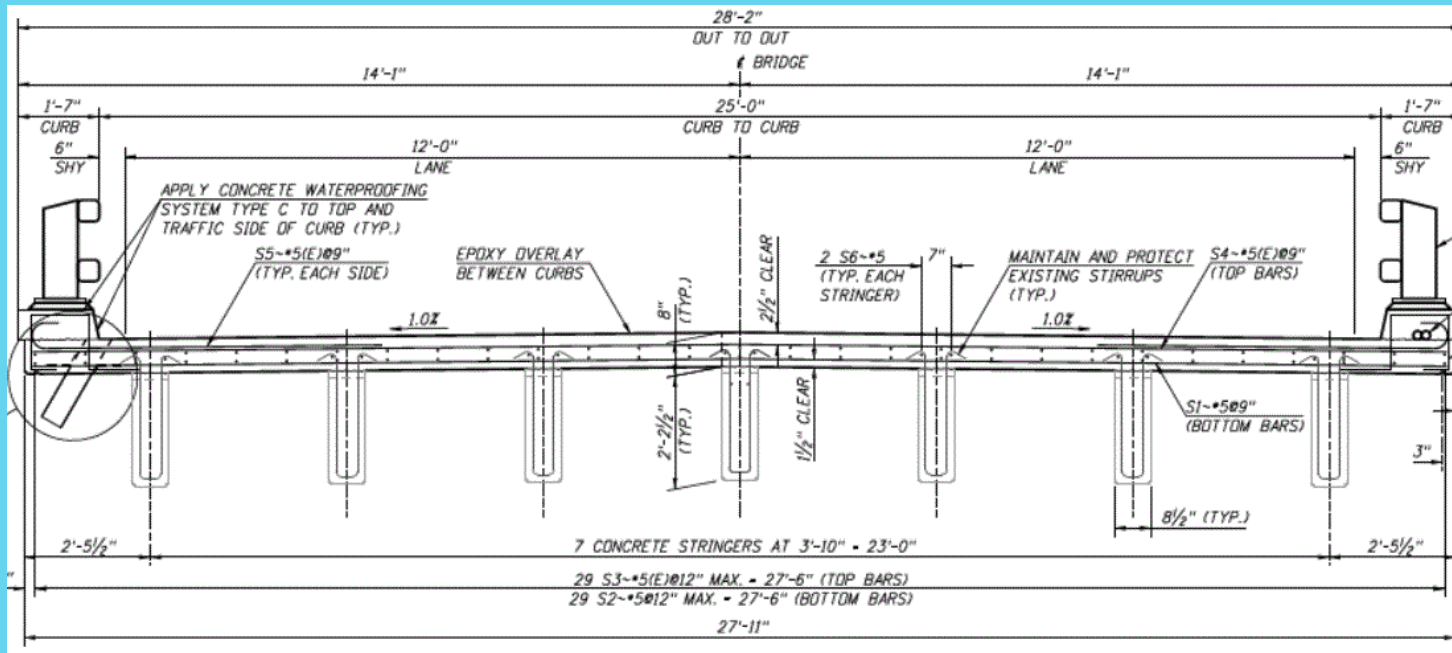 28'-2"
OUT TO OUT
℄ BRIDGE
14'-1"
14'-1"
1'-7"
CURB
25'-0"
CURB TO CURB
1'-7"
CURB
6"
SHY
12'-0"
LANE
12'-0"
LANE
6"
SHY
APPLY CONCRETE WATERPROOFING
SYSTEM TYPE C TO TOP AND
TRAFFIC SIDE OF CURB (TYP.)
S5~#5(E)@9"
(TYP. EACH SIDE)
EPOXY OVERLAY
BETWEEN CURBS
8"
(TYP.)
2½" CLEAR
2 S6~#5
(TYP. EACH
STRINGER)
7"
MAINTAIN AND PROTECT
EXISTING STIRRUPS
(TYP.)
S4~#5(E)@9"
(TOP BARS)
1.0%
1.0%
2'-2½"
(TYP.)
1½" CLEAR
S1~#5@9"
(BOTTOM BARS)
3"
8½" (TYP.)
2'-5½"
7 CONCRETE STRINGERS AT 3'-10" = 23'-0"
2'-5½"
29 S3~#5(E)@12" MAX. = 27'-6" (TOP BARS)
29 S2~#5@12" MAX. = 27'-6" (BOTTOM BARS)
27'-11"